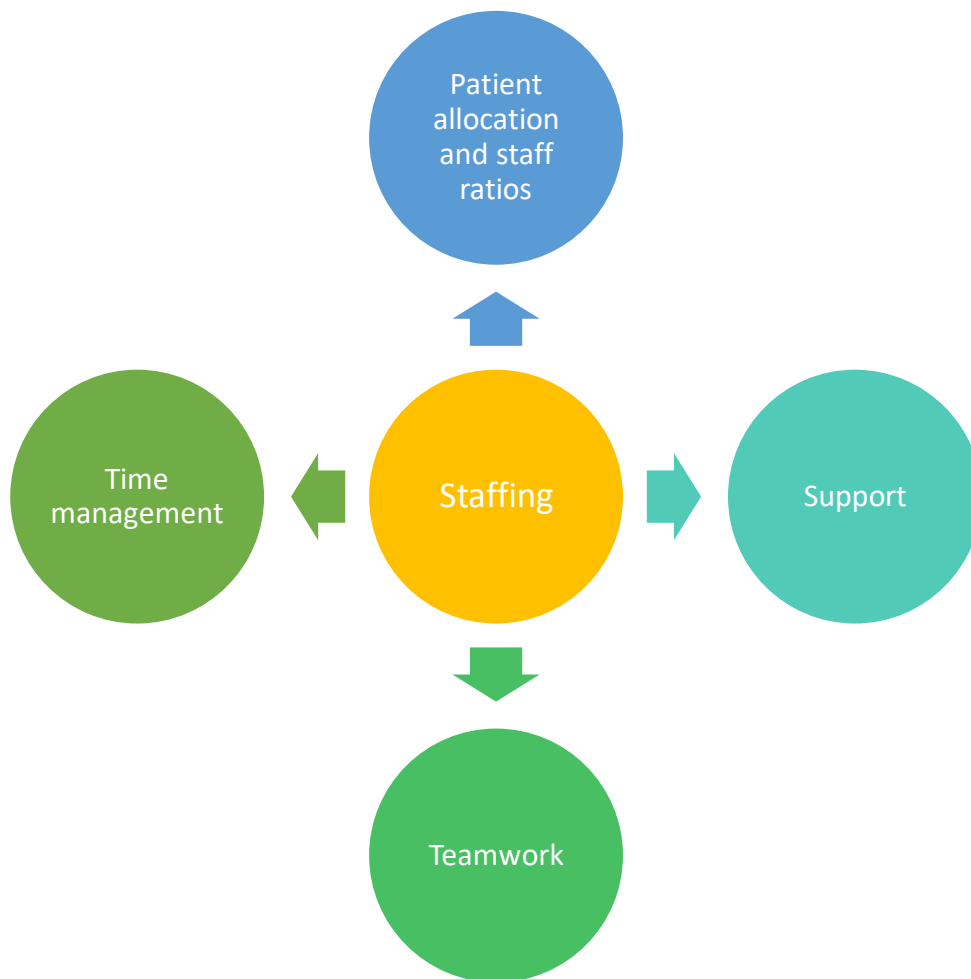 Patient
allocation
and staff
ratios
Time
management
Staffing
Support
Teamwork